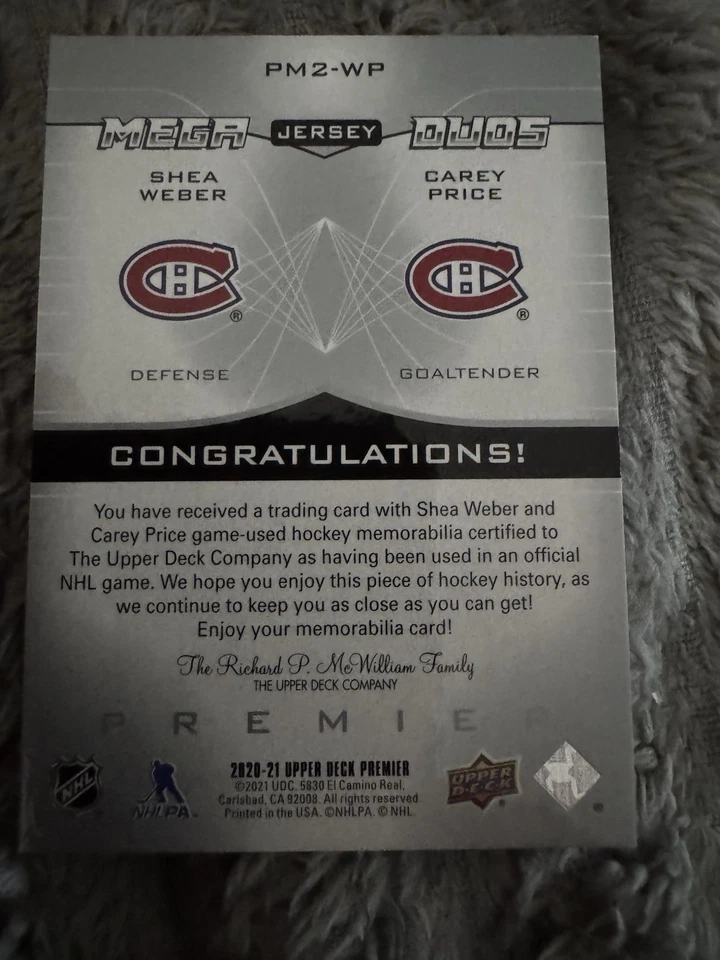 PM2-WP
MEGA JERSEY DUOS
SHEA
WEBER
CAREY
PRICE
®
®
DEFENSE
GOALTENDER
CONGRATULATIONS!
You have received a trading card with Shea Weber and
Carey Price game-used hockey memorabilia certified to
The Upper Deck Company as having been used in an official
NHL game. We hope you enjoy this piece of hockey history, as
we continue to keep you as close as you can get!
Enjoy your memorabilia card!
The Richard P. McWilliam Family
THE UPPER DECK COMPANY
PREMIER
NHL
NHLPA
2020-21 UPPER DECK PREMIER
©2021 UDC. 5830 El Camino Real,
Carlsbad, CA 92008. All rights reserved.
Printed in the USA. ©NHLPA. © NHL.
UPPER
DECK